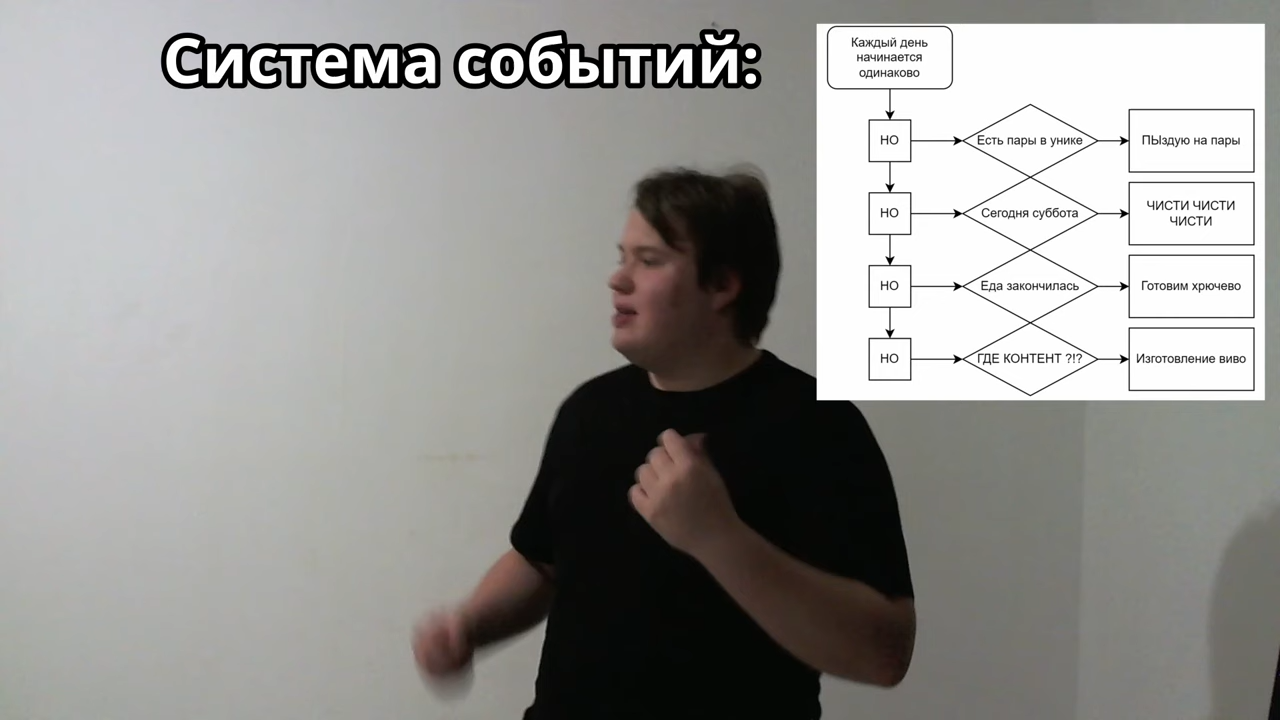 Система событий:
Каждый день
начинается
одинаково
НО
Есть пары в унике
ПЫздую на пары
НО
Сегодня суббота
ЧИСТИ ЧИСТИ
ЧИСТИ
НО
Еда закончилась
Готовим хрючево
НО
ГДЕ КОНТЕНТ ?!?
Изготовление виво